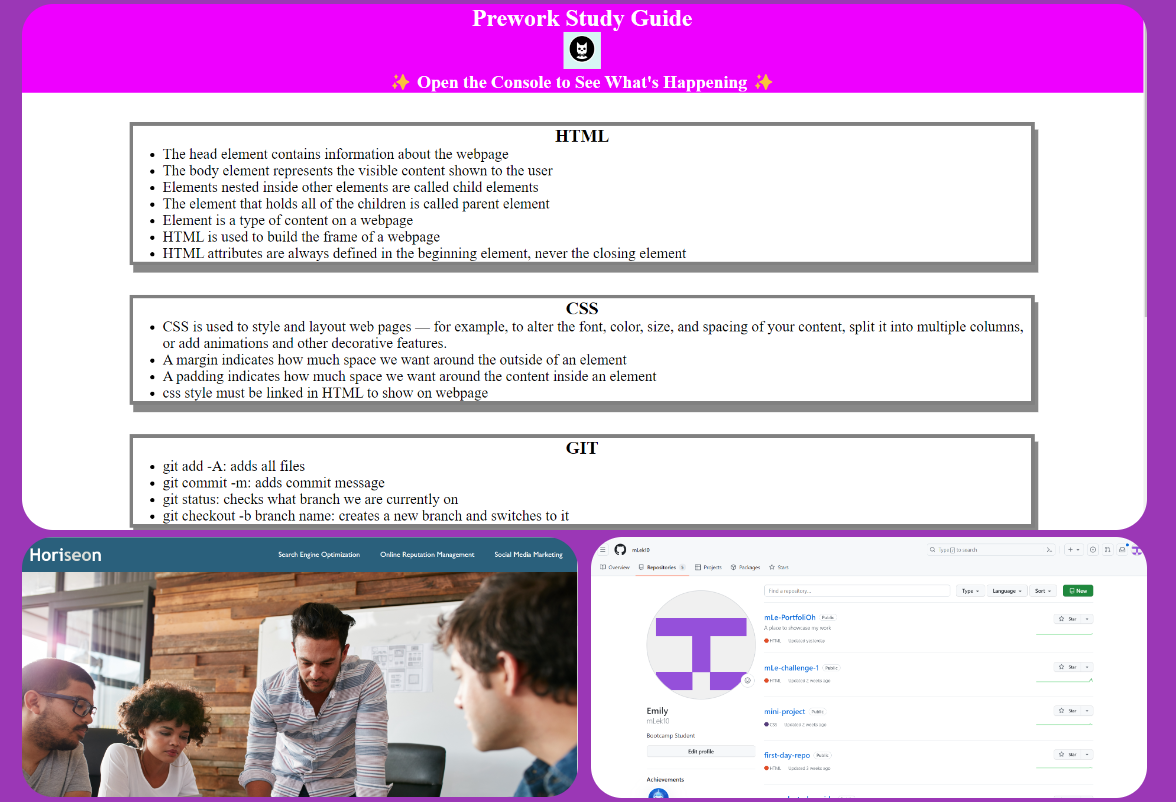 Prework Study Guide
✨ Open the Console to See What's Happening ✨
HTML
• The head element contains information about the webpage
• The body element represents the visible content shown to the user
• Elements nested inside other elements are called child elements
• The element that holds all of the children is called parent element
• Element is a type of content on a webpage
• HTML is used to build the frame of a webpage
• HTML attributes are always defined in the beginning element, never the closing element
CSS
• CSS is used to style and layout web pages — for example, to alter the font, color, size, and spacing of your content, split it into multiple columns,
or add animations and other decorative features.
• A margin indicates how much space we want around the outside of an element
• A padding indicates how much space we want around the content inside an element
• css style must be linked in HTML to show on webpage
GIT
• git add -A: adds all files
• git commit -m: adds commit message
• git status: checks what branch we are currently on
• git checkout -b branch name: creates a new branch and switches to it
Horiseon
Search Engine Optimization Online Reputation Management Social Media Marketing
mLek10
Type / to search
Overview Repositories Projects Packages Stars
Find a repository...
Type Language Sort New
mLe-PortfoliOh Public
Star
A place to showcase my work
HTML Updated yesterday
mLe-challenge-1 Public
Star
HTML Updated 2 weeks ago
mini-project Public
Star
CSS Updated 2 weeks ago
first-day-repo Public
Star
HTML Updated 3 weeks ago
Emily
mLek10
Bootcamp Student
Edit profile
Achievements